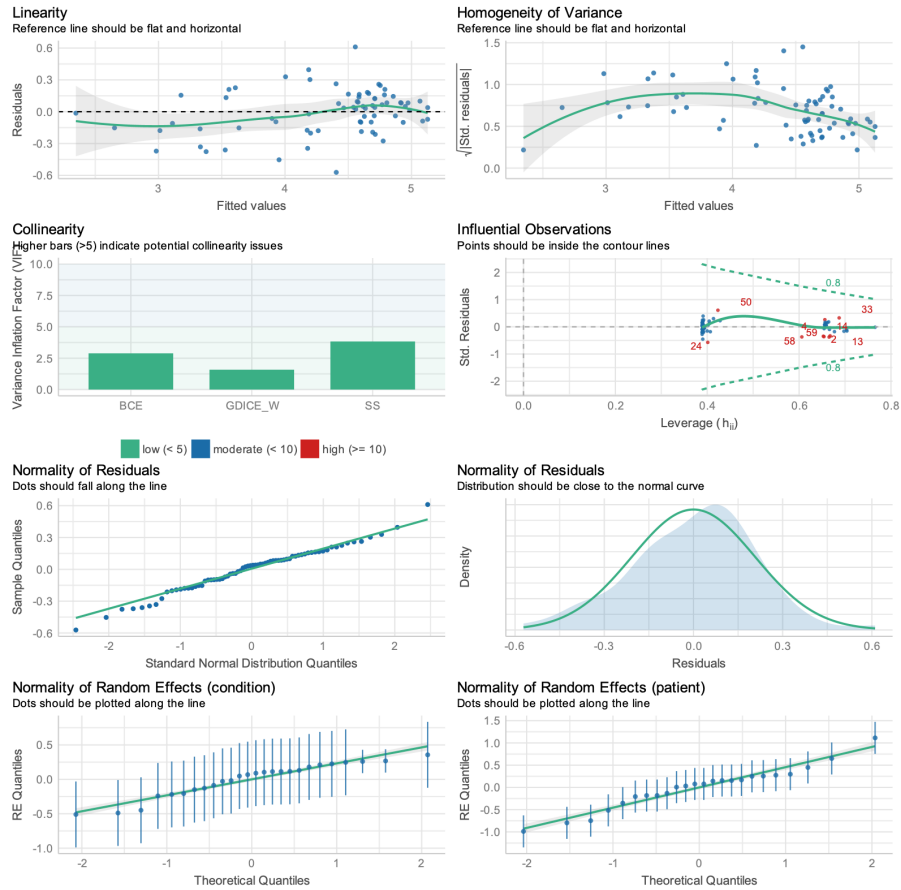 Linearity
Reference line should be flat and horizontal
Residuals
0.6
0.3
0.0
-0.3
-0.6
3
4
5
Fitted values
Homogeneity of Variance
Reference line should be flat and horizontal
√|Std. residuals|
1.5
1.0
0.5
0.0
3
4
5
Fitted values
Collinearity
Higher bars (>5) indicate potential collinearity issues
Variance Inflation Factor (VIF)
10.0
7.5
5.0
2.5
0.0
BCE
GDICE_W
SS
low (< 5)
moderate (< 10)
high (>= 10)
Influential Observations
Points should be inside the contour lines
Std. Residuals
2
1
0
-1
-2
0.8
50
33
4
14
59
24
58
2
13
0.8
0.0
0.2
0.4
0.6
0.8
Leverage (hii)
Normality of Residuals
Dots should fall along the line
Sample Quantiles
0.6
0.3
0.0
-0.3
-0.6
-2
-1
0
1
2
Standard Normal Distribution Quantiles
Normality of Residuals
Distribution should be close to the normal curve
Density
-0.6
-0.3
0.0
0.3
0.6
Residuals
Normality of Random Effects (condition)
Dots should be plotted along the line
RE Quantiles
0.5
0.0
-0.5
-1.0
-2
-1
0
1
2
Theoretical Quantiles
Normality of Random Effects (patient)
Dots should be plotted along the line
RE Quantiles
1.5
1.0
0.5
0.0
-0.5
-1.0
-2
-1
0
1
2
Theoretical Quantiles